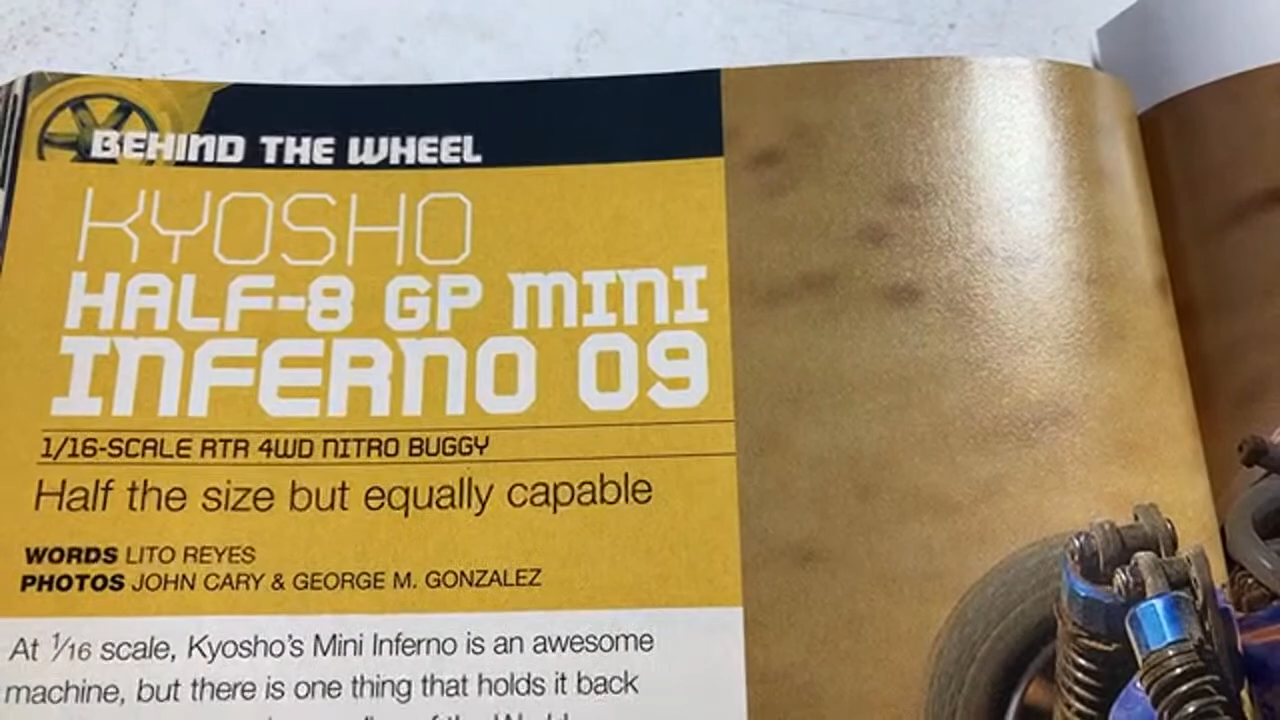 BEHIND THE WHEEL
KYOSHO
HALF-8 GP MINI
INFERNO 09
1/16-SCALE RTR 4WD NITRO BUGGY
Half the size but equally capable
WORDS LITO REYES
PHOTOS JOHN CARY & GEORGE M. GONZALEZ
At 1/16 scale, Kyosho's Mini Inferno is an awesome
machine, but there is one thing that holds it back
of the